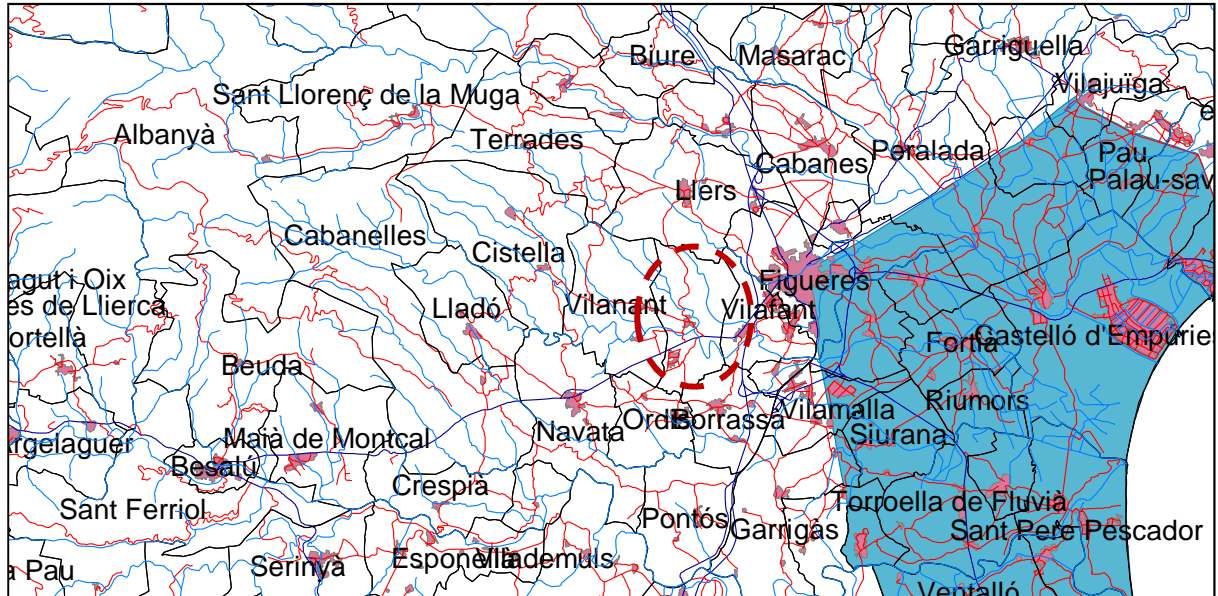 Garriguella
Biure
Masarac
Vilajuïga
Sant Llorenç de la Muga
Albanyà
Terrades
Cabanes
Peralada
Pau
Palau-sav
Llers
Cabanelles
Cistella
agut i Oix
Figueres
es de Llierca
Vilanant
Vilafant
Lladó
ortellà
Fortià
Castelló d'Empúries
Beuda
Riumors
Ordis
Borrassà
Vilamalla
Navata
Siurana
Argelaguer
Maià de Montcal
Besalú
Crespià
Sant Ferriol
Torroella de Fluvià
Pontós
Garrigàs
Sant Pere Pescador
Esponellà
Vilademuls
Serinyà
a Pau
Ventalló